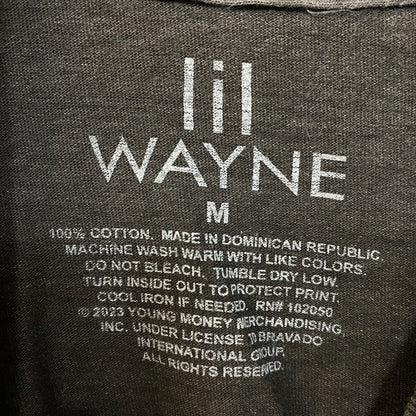 lil
WAYNE
M
100% COTTON. MADE IN DOMINICAN REPUBLIC.
MACHINE WASH WARM WITH LIKE COLORS.
DO NOT BLEACH. TUMBLE DRY LOW.
TURN INSIDE OUT TO PROTECT PRINT.
COOL IRON IF NEEDED. RN# 102050
© 2023 YOUNG MONEY MERCHANDISING
INC. UNDER LICENSE TO BRAVADO
INTERNATIONAL GROUP.
ALL RIGHTS RESERVED.